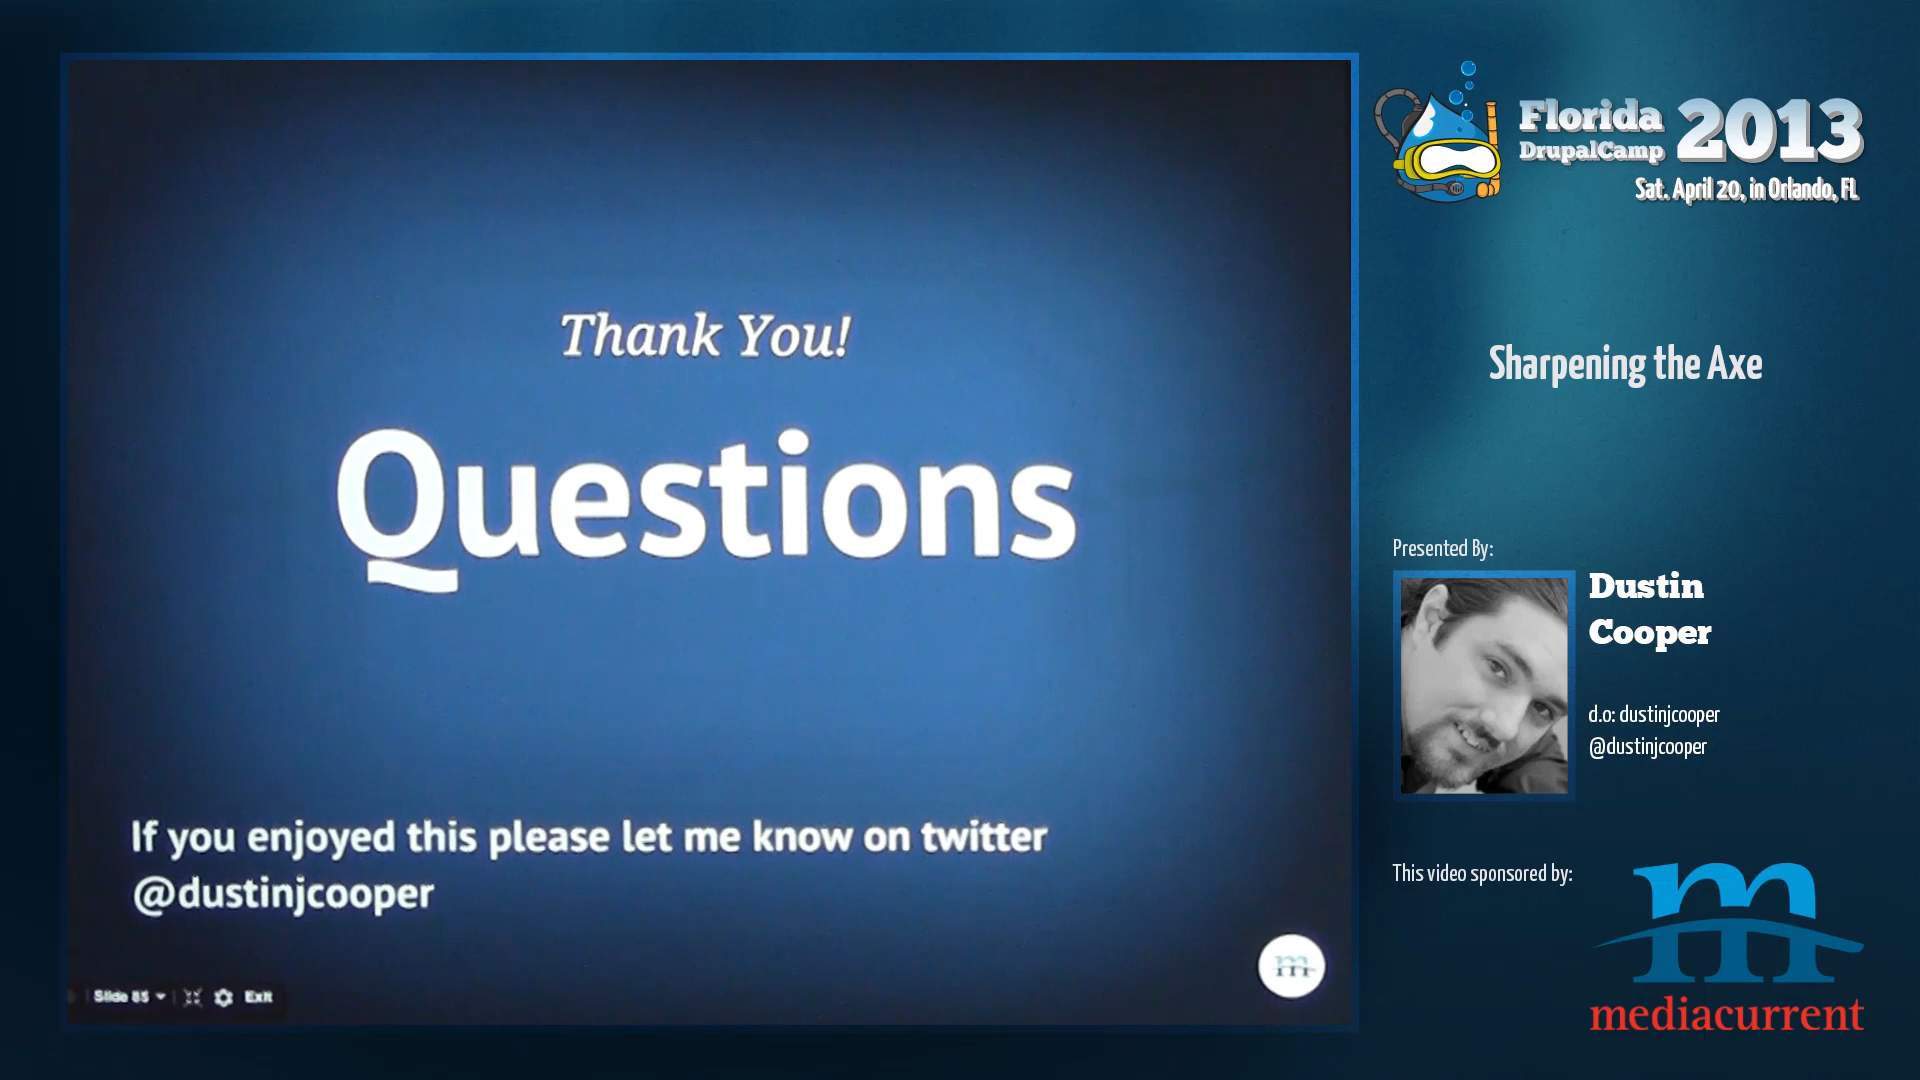 Thank You!
Questions
If you enjoyed this please let me know on twitter
@dustinjcooper
Slide 85
Exit
m
Florida
DrupalCamp
2013
Sat. April 20, in Orlando, FL
Sharpening the Axe
Presented By:
Dustin
Cooper
d.o: dustinjcooper
@dustinjcooper
This video sponsored by:
m
mediacurrent